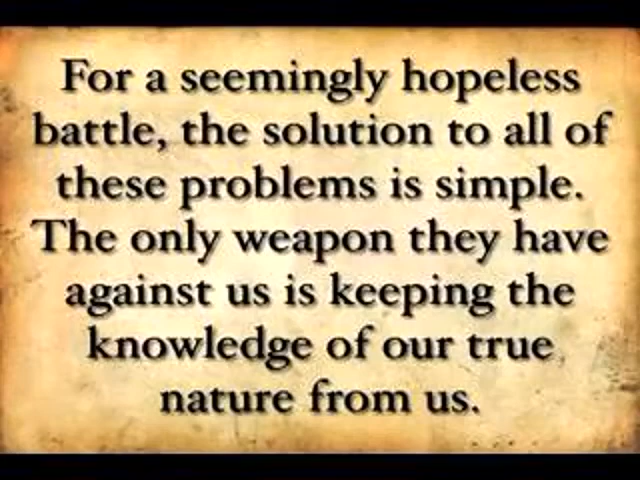 For a seemingly hopeless
battle, the solution to all of
these problems is simple.
The only weapon they have
against us is keeping the
knowledge of our true
nature from us.